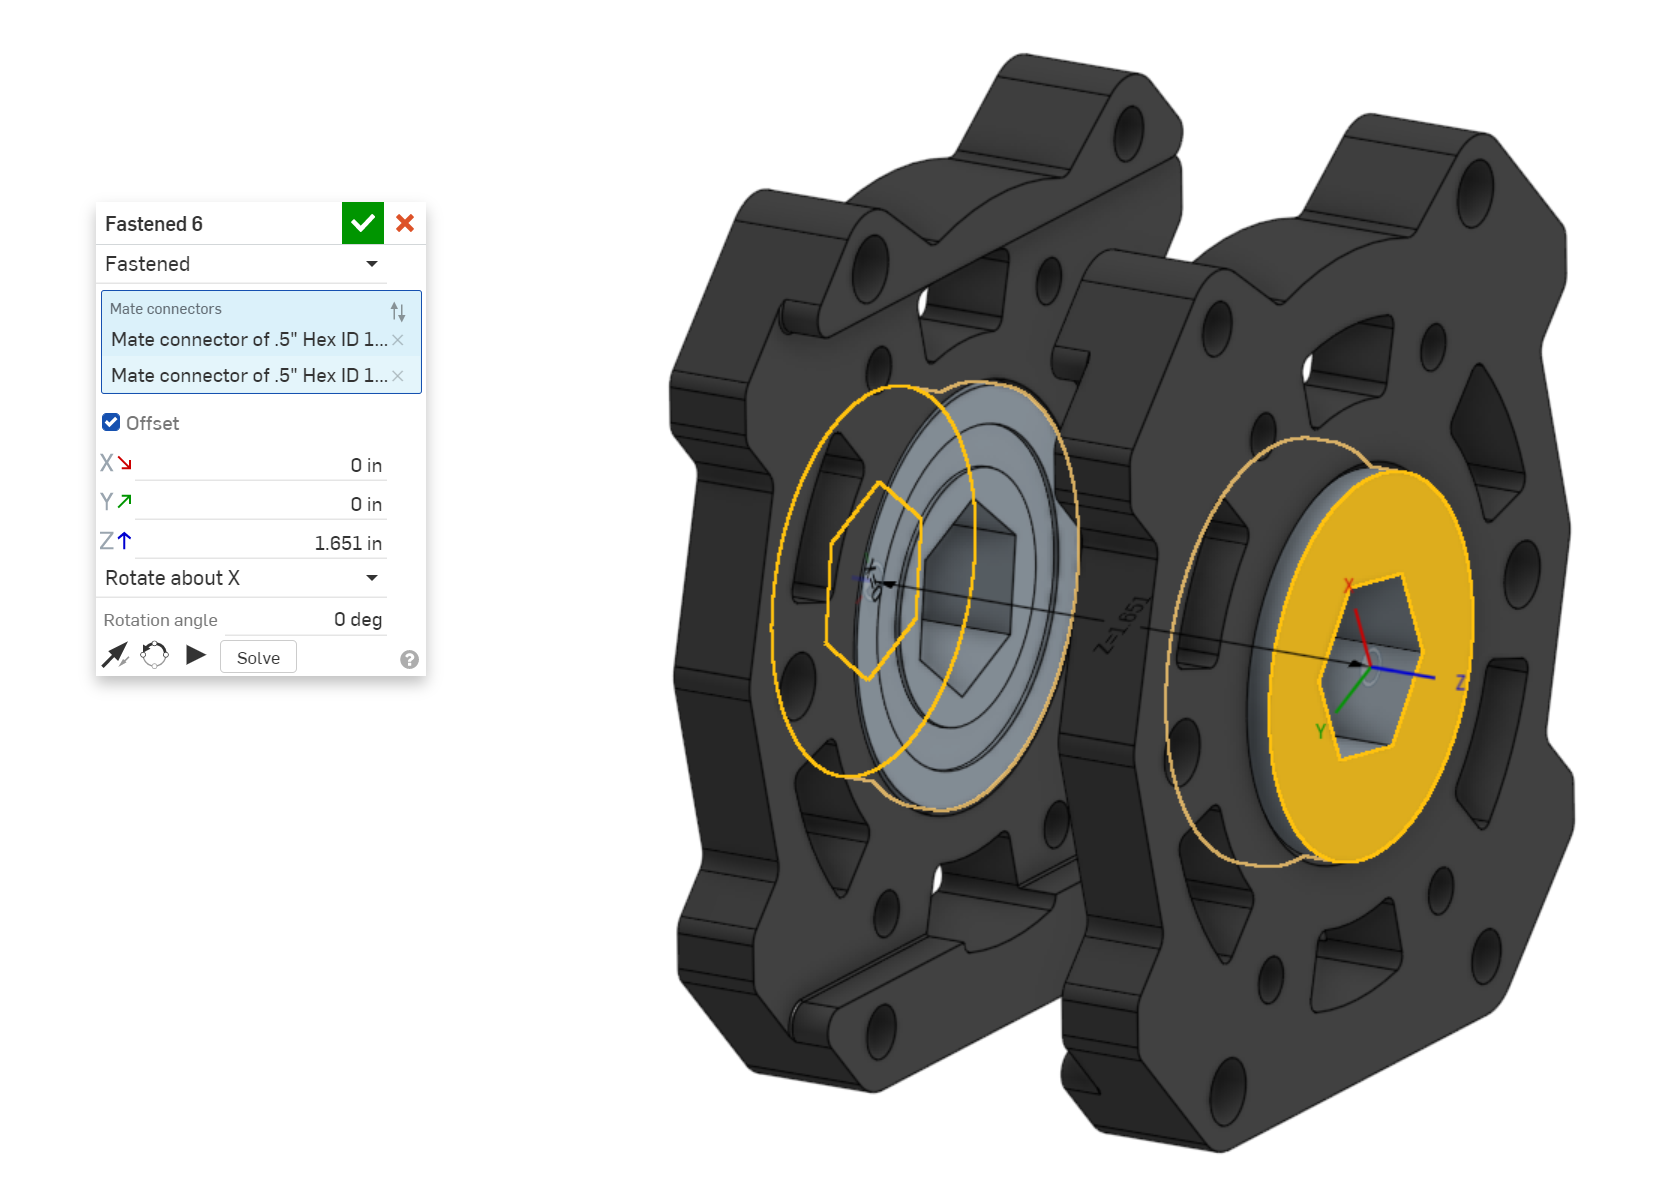 Fastened 6
Fastened
Mate connectors
Mate connector of .5" Hex ID 1...
Mate connector of .5" Hex ID 1...
Offset
X 0 in
Y 0 in
Z 1.651 in
Rotate about X
Rotation angle 0 deg
Solve
?
Z=1.651
X
Z
Y